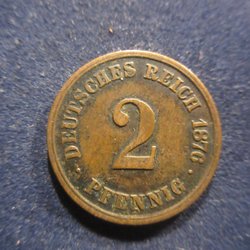 DEUTSCHES REICH 1876
2
PFENNIG